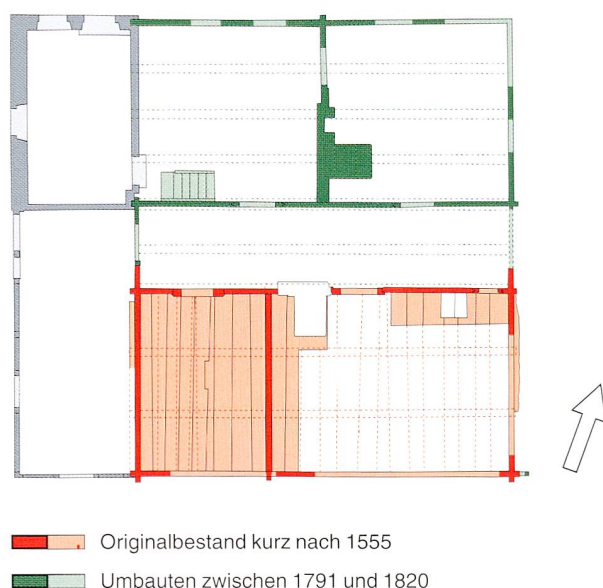 Originalbestand kurz nach 1555
Umbauten zwischen 1791 und 1820